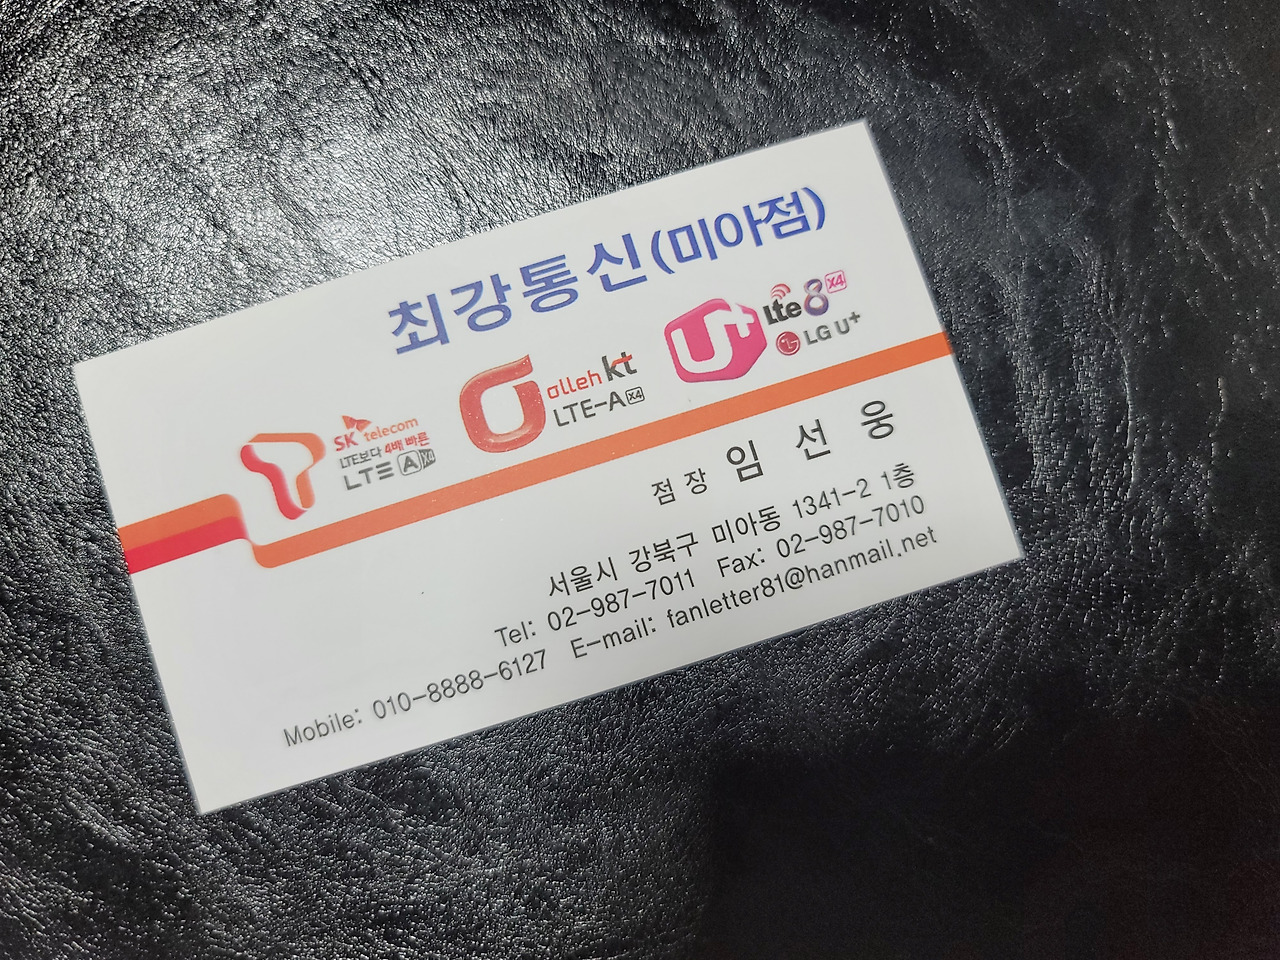 최강통신(미아점)
SK telecom
LTE보다 4배 빠른
LTE A X4
olleh kt
LTE-A X4
U+ Lte8 X4
LG U+
점장 임 선 웅
서울시 강북구 미아동 1341-2 1층
Tel: 02-987-7011 Fax: 02-987-7010
Mobile: 010-8888-6127 E-mail: fanletter81@hanmail.net